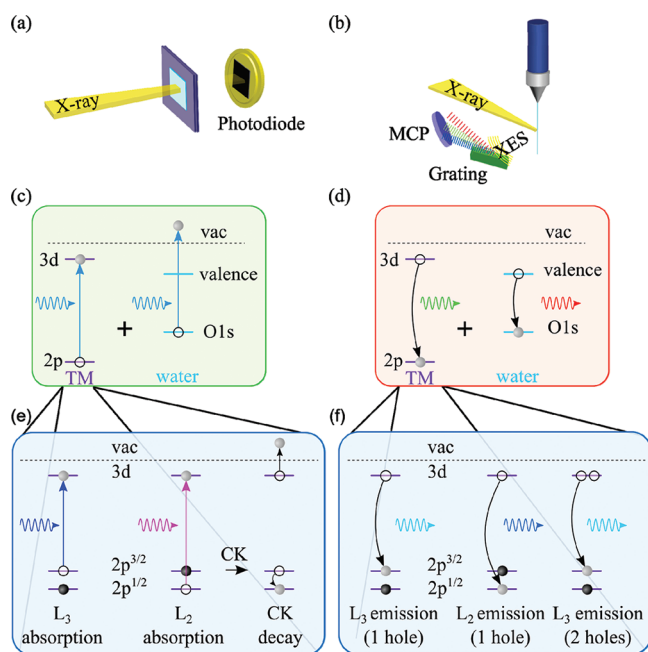 (a)
(b)
X-ray
Photodiode
X-ray
MCP
XES
Grating
(c)
(d)
vac
3d
valence
+
O1s
2p
TM
water
3d
valence
+
O1s
2p
TM
water
(e)
(f)
vac
3d
CK
2p3/2
2p1/2
L3
absorption
L2
absorption
CK
decay
vac
3d
2p3/2
2p1/2
L3 emission
(1 hole)
L2 emission
(1 hole)
L3 emission
(2 holes)